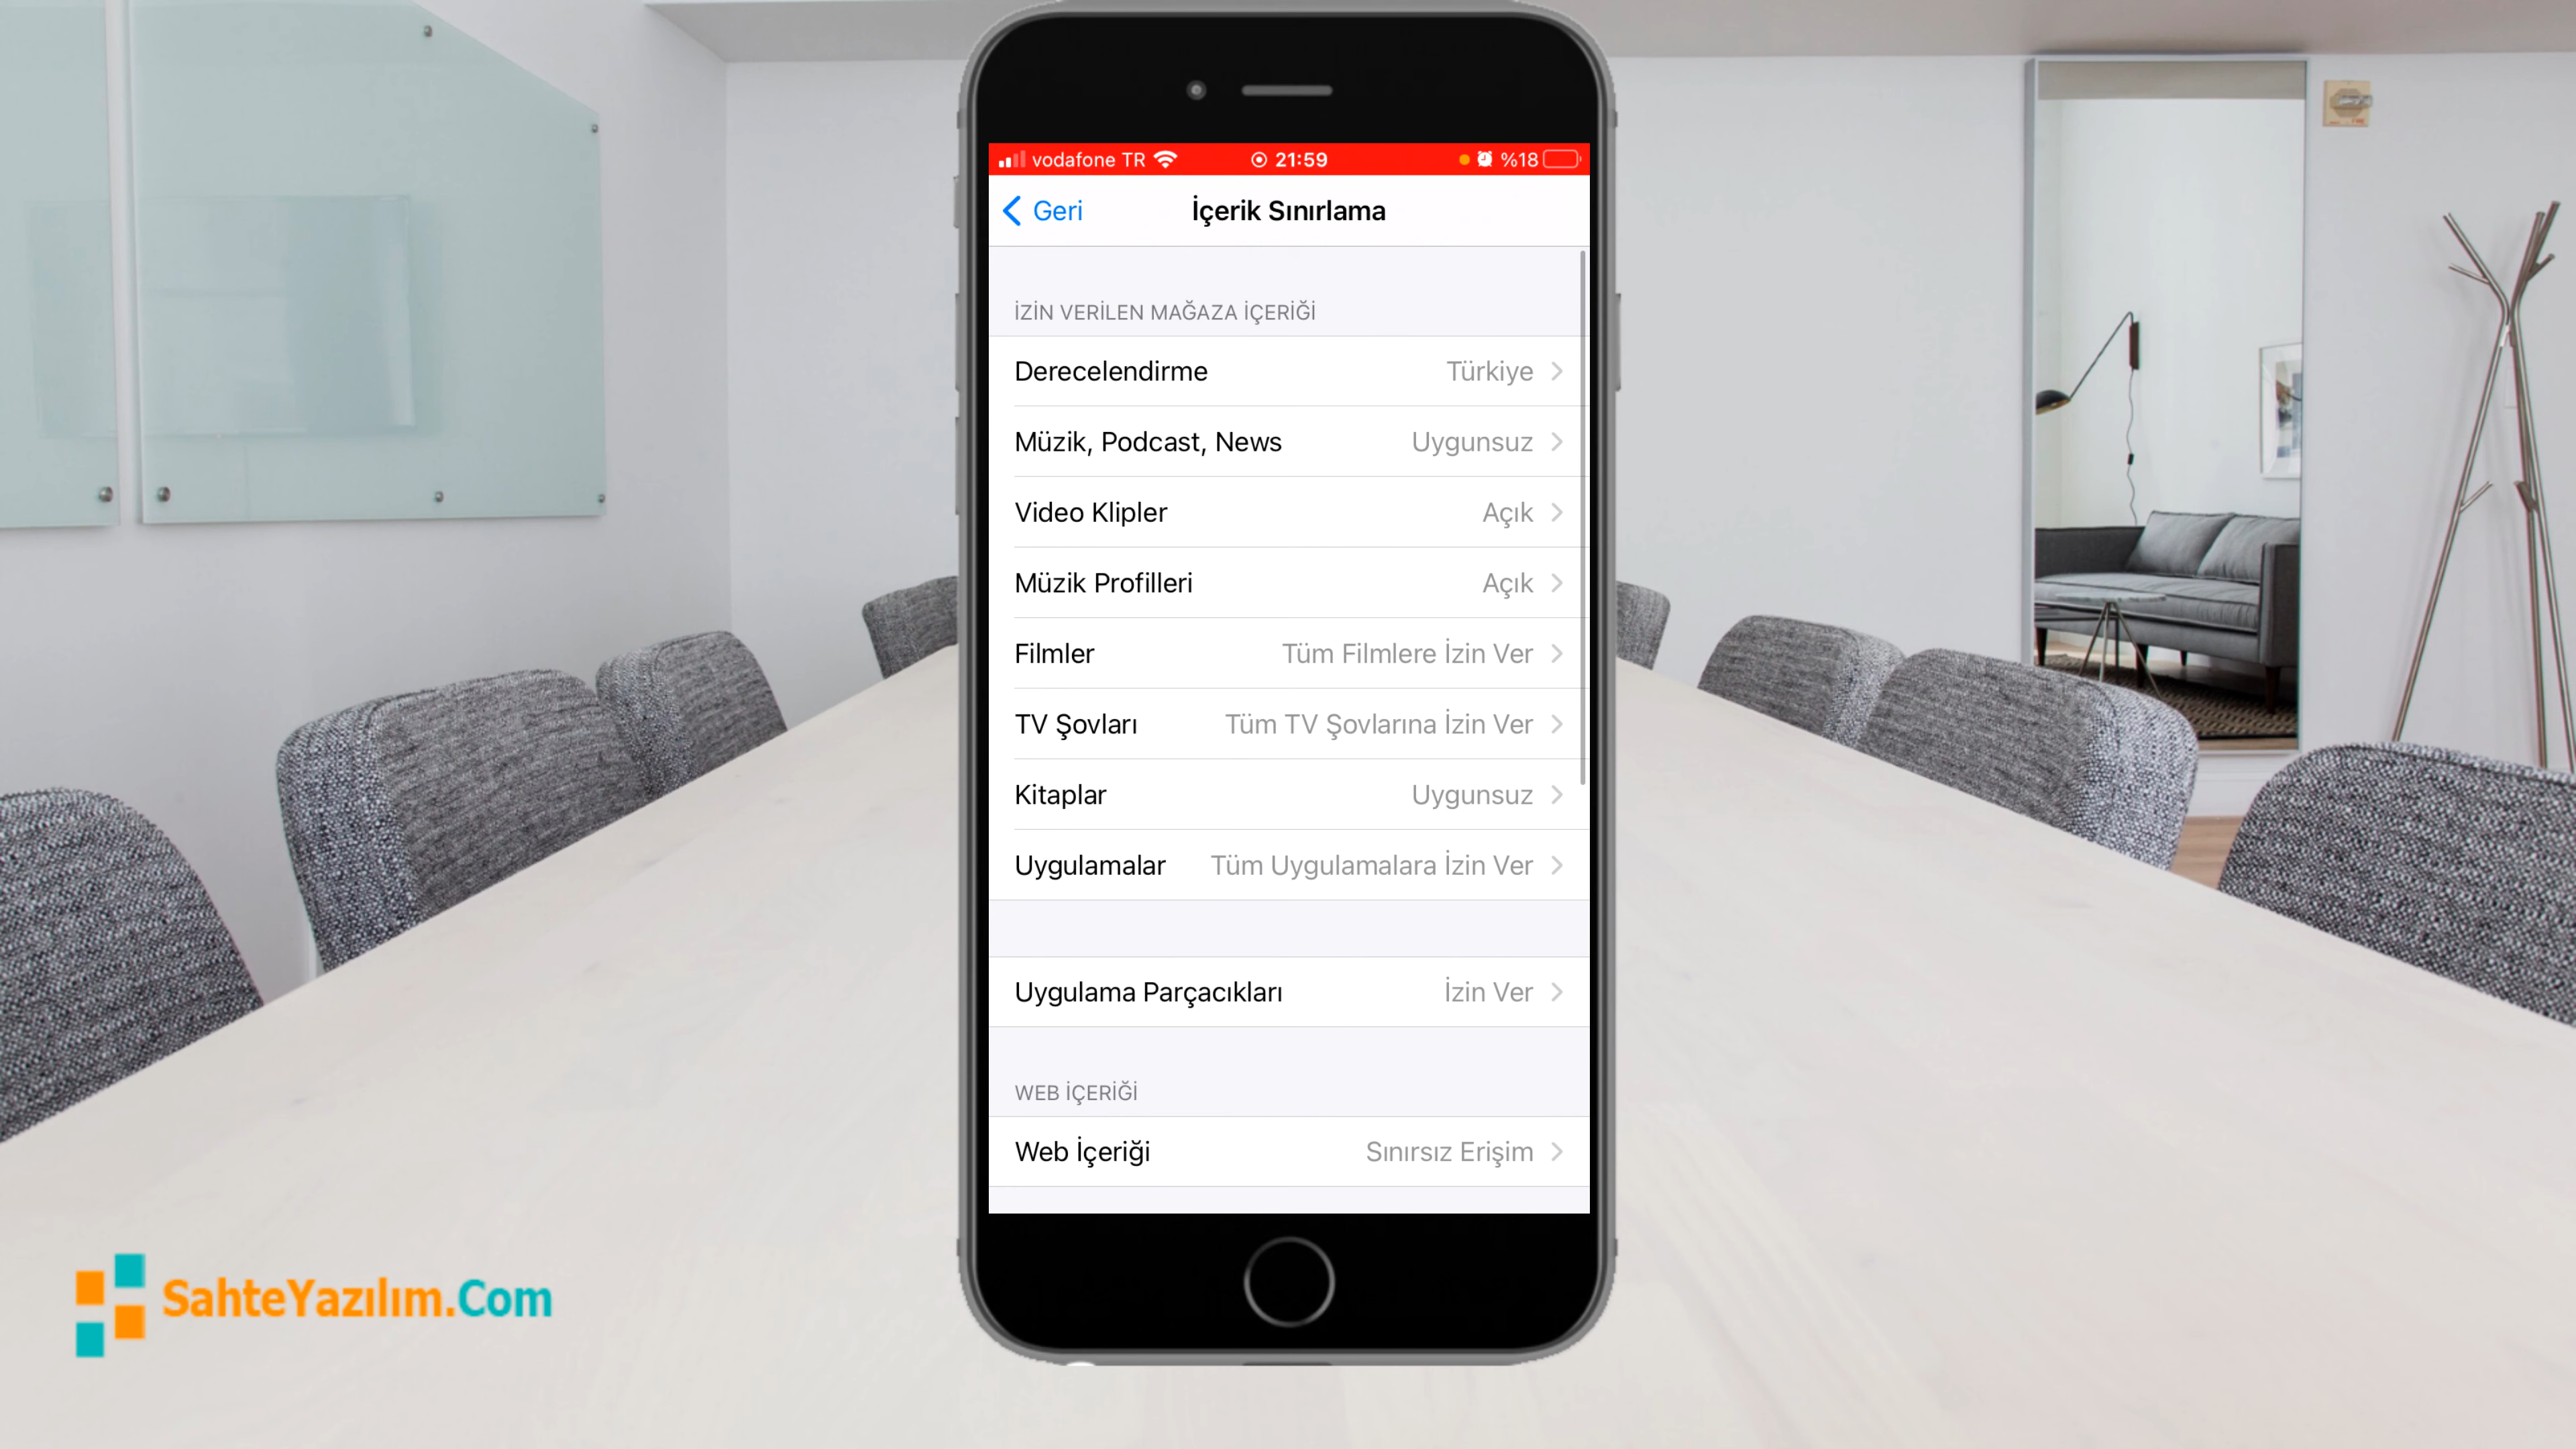 vodafone TR 21:59 %18
Geri İçerik Sınırlama
İZİN VERİLEN MAĞAZA İÇERİĞİ
Derecelendirme Türkiye
Müzik, Podcast, News Uygunsuz
Video Klipler Açık
Müzik Profilleri Açık
Filmler Tüm Filmlere İzin Ver
TV Şovları Tüm TV Şovlarına İzin Ver
Kitaplar Uygunsuz
Uygulamalar Tüm Uygulamalara İzin Ver
Uygulama Parçacıkları İzin Ver
WEB İÇERİĞİ
Web İçeriği Sınırsız Erişim
SahteYazılım.Com